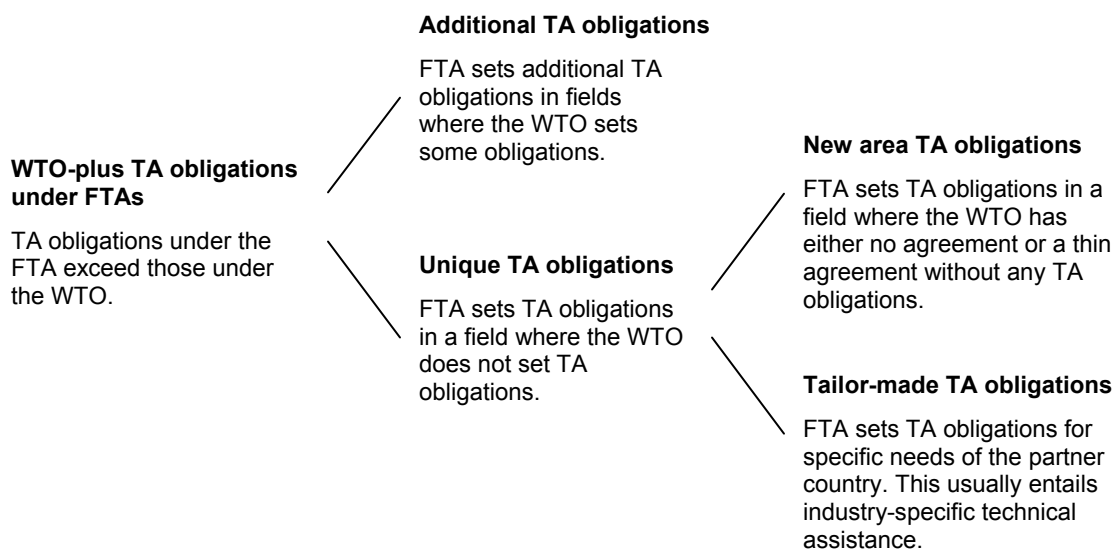 WTO-plus TA obligations
under FTAs
TA obligations under the
FTA exceed those under
the WTO.
Additional TA obligations
FTA sets additional TA
obligations in fields
where the WTO sets
some obligations.
Unique TA obligations
FTA sets TA obligations
in a field where the WTO
does not set TA
obligations.
New area TA obligations
FTA sets TA obligations in a
field where the WTO has
either no agreement or a thin
agreement without any TA
obligations.
Tailor-made TA obligations
FTA sets TA obligations for
specific needs of the partner
country. This usually entails
industry-specific technical
assistance.